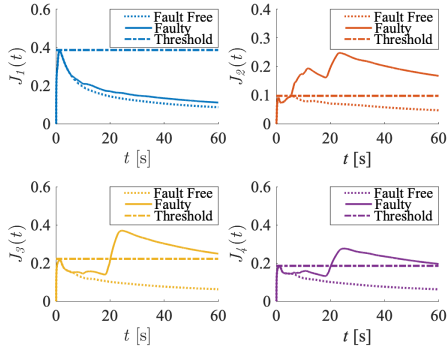 0.6
0.4
0.2
0
0
20
40
60
J1(t)
t [s]
Fault Free
Faulty
Threshold
0.4
0.3
0.2
0.1
0
0
20
40
60
J2(t)
t [s]
Fault Free
Faulty
Threshold
0.6
0.4
0.2
0
0
20
40
60
J3(t)
t [s]
Fault Free
Faulty
Threshold
0.6
0.4
0.2
0
0
20
40
60
J4(t)
t [s]
Fault Free
Faulty
Threshold